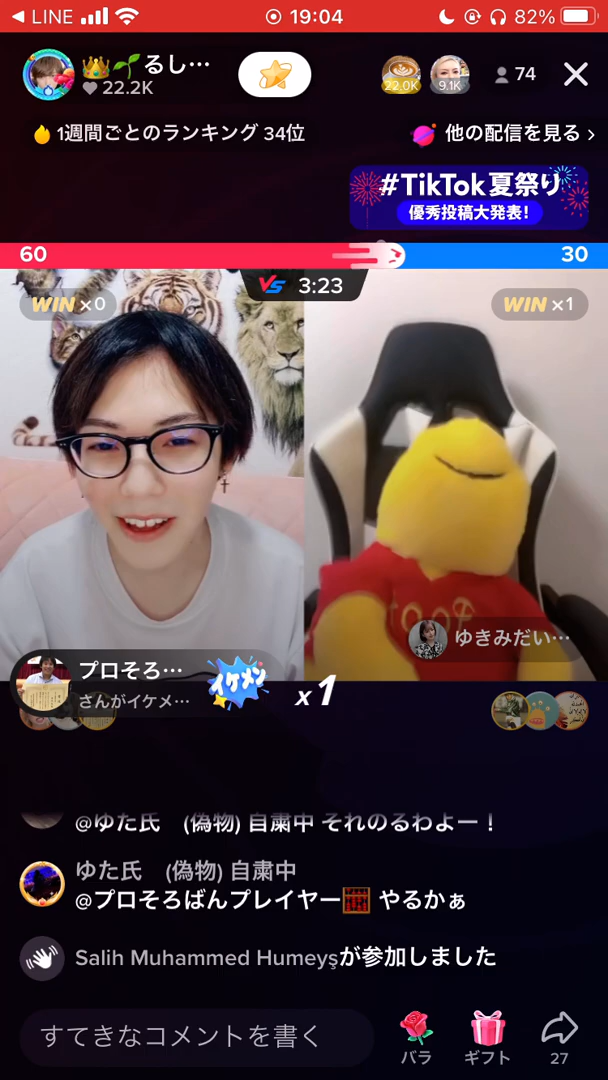 LINE 19:04 82%
るし…
22.2K
22.0K 9.1K 74
1週間ごとのランキング 34位
他の配信を見る ›
#TikTok夏祭り
優秀投稿大発表!
60 30
VS 3:23
WIN x0
WIN x1
ゆきみだい…
プロそろ…
さんがイケメ…
イケメン
x1
@ゆた氏 (偽物) 自粛中 それのるわよー！
ゆた氏 (偽物) 自粛中
@プロそろばんプレイヤー🧮 やるかぁ
Salih Muhammed Humeyşが参加しました
すてきなコメントを書く
バラ
ギフト
27